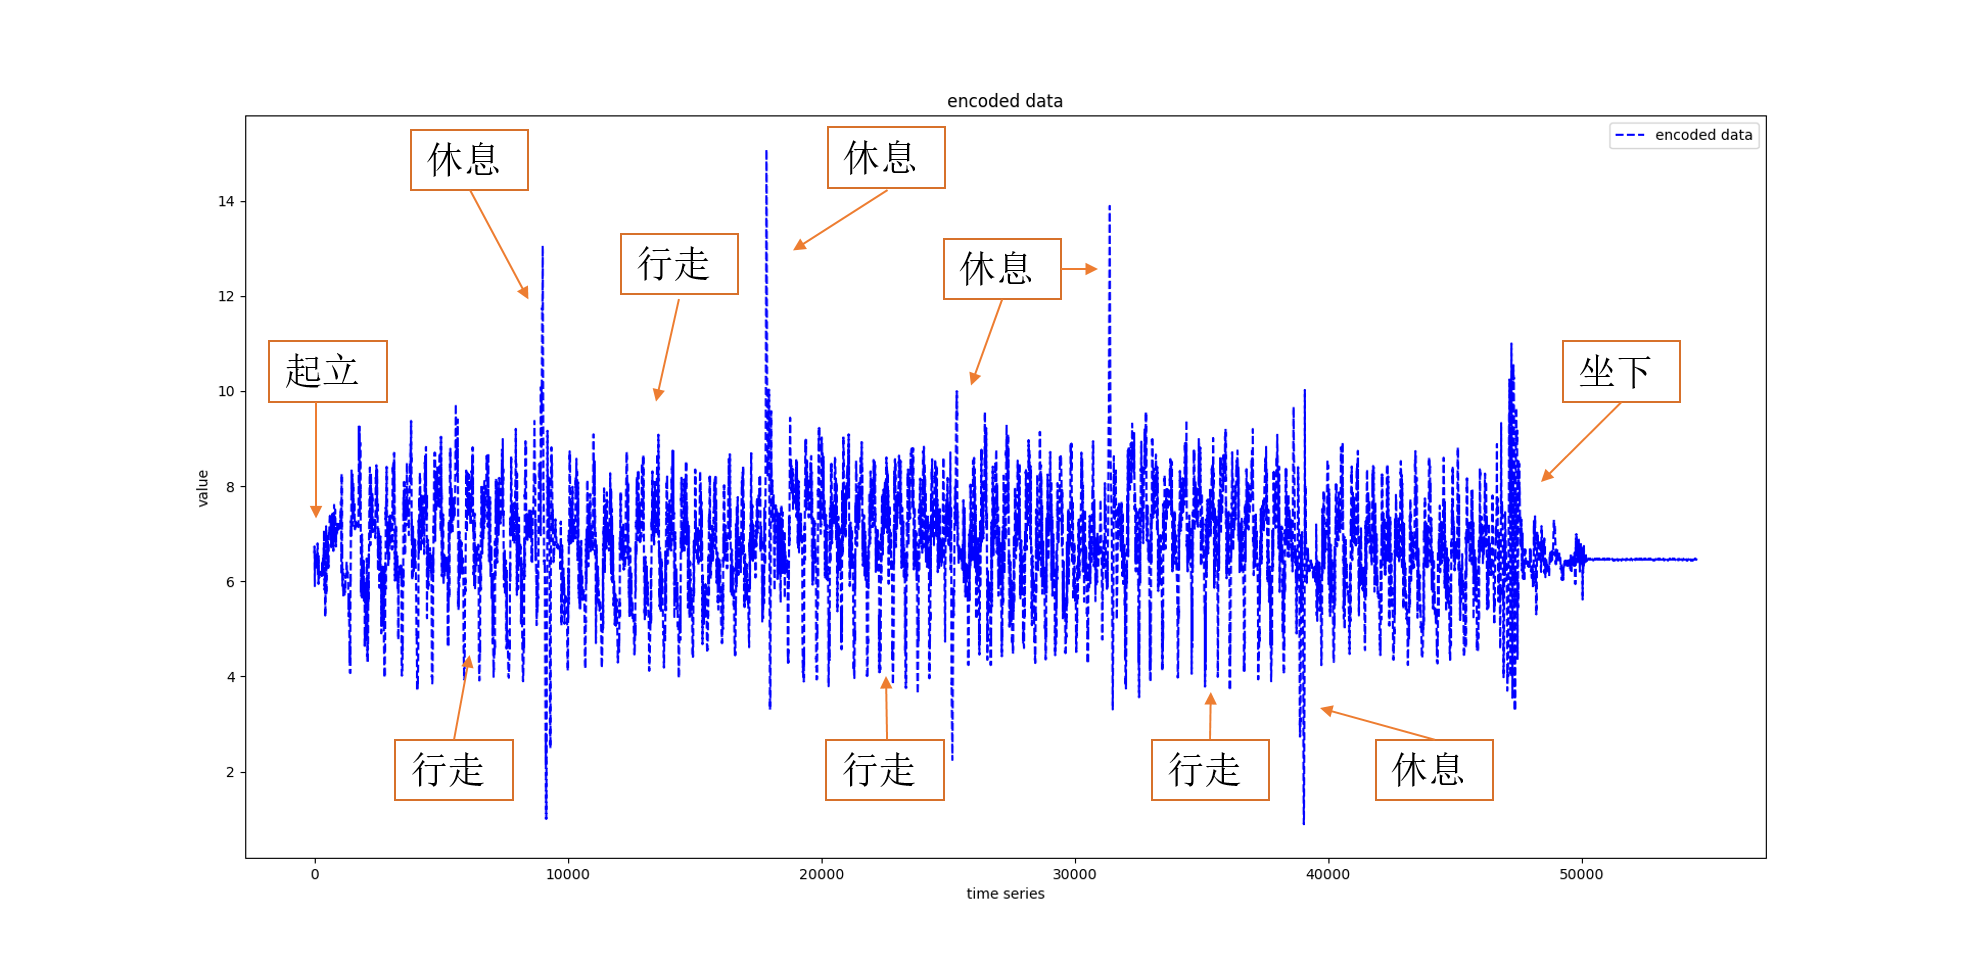 encoded data
encoded data
休息
休息
行走
休息
起立
坐下
行走
行走
行走
休息
value
14
12
10
8
6
4
2
0
10000
20000
30000
40000
50000
time series